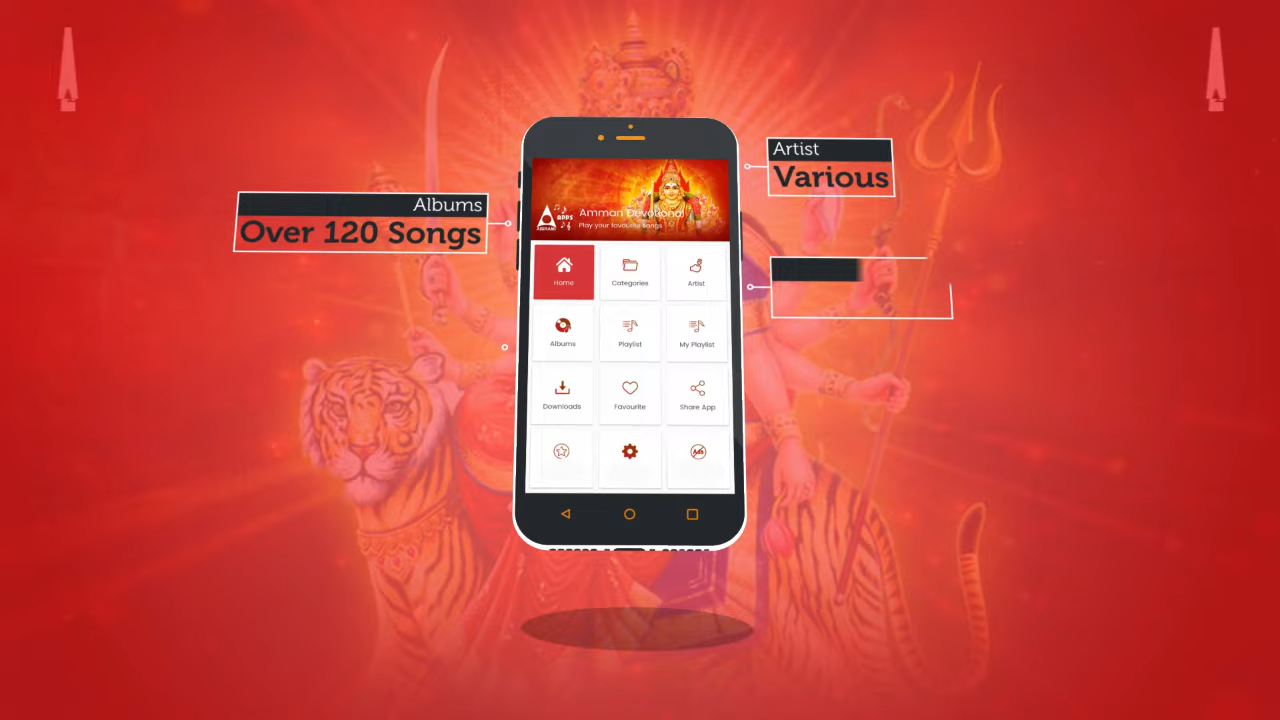 Artist
Various
Albums
Over 120 Songs
APPS
Amman Devotional
Play your favourite songs
Home
Categories
Artist
Albums
Playlist
My Playlist
Downloads
Favourite
Share App
Ads